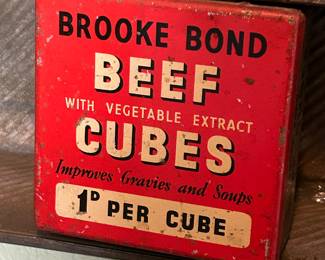 BROOKE BOND
BEEF
WITH VEGETABLE EXTRACT
CUBES
Improves Gravies and Soups
1D PER CUBE